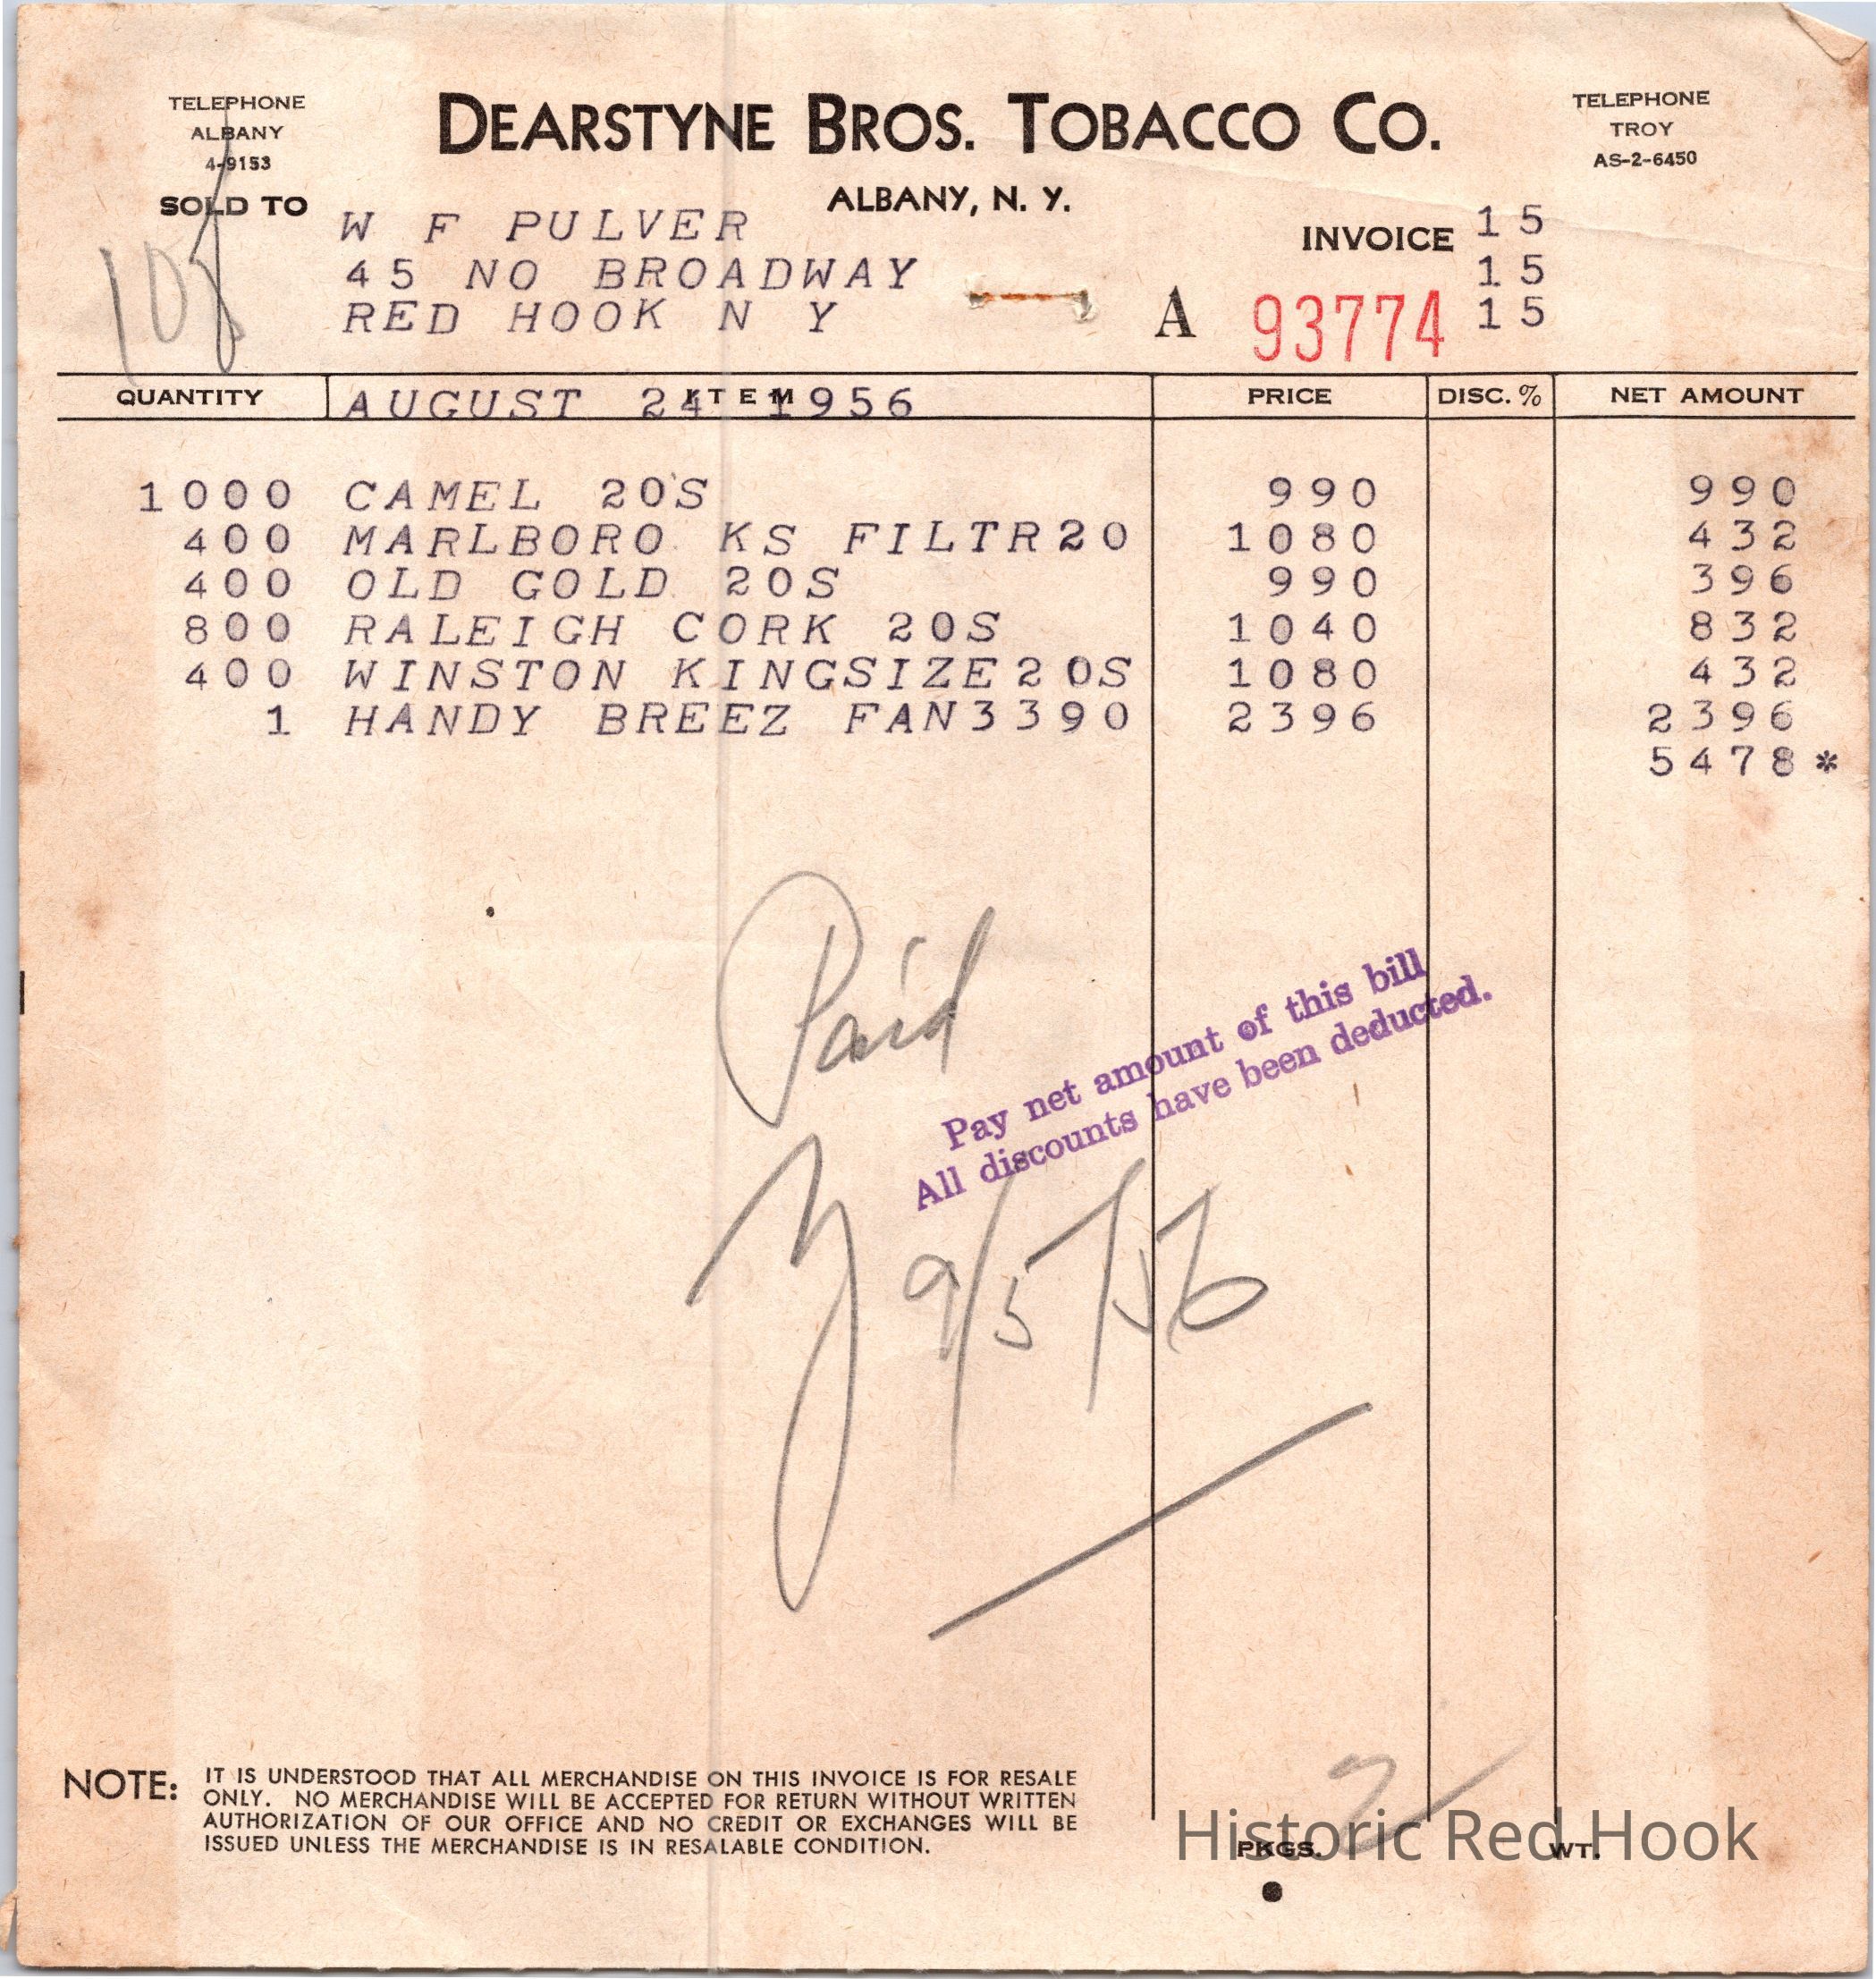 TELEPHONE
ALBANY
4-9153
DEARSTYNE BROS. TOBACCO CO.
ALBANY, N. Y.
TELEPHONE
TROY
AS-2-6450
SOLD TO
W F PULVER
45 NO BROADWAY
RED HOOK N Y
INVOICE
A 93774
15
15
15
QUANTITY ITEM PRICE DISC. % NET AMOUNT
AUGUST 24 1956
1000 CAMEL 20'S 990 990
400 MARLBORO KS FILTR20 1080 432
400 OLD GOLD 20S 990 396
800 RALEIGH CORK 20S 1040 832
400 WINSTON KINGSIZE20S 1080 432
1 HANDY BREEZ FAN3390 2396 2396
5478*
Paid
Pay net amount of this bill
All discounts have been deducted.
9/5/56
NOTE: IT IS UNDERSTOOD THAT ALL MERCHANDISE ON THIS INVOICE IS FOR RESALE
ONLY. NO MERCHANDISE WILL BE ACCEPTED FOR RETURN WITHOUT WRITTEN
AUTHORIZATION OF OUR OFFICE AND NO CREDIT OR EXCHANGES WILL BE
ISSUED UNLESS THE MERCHANDISE IS IN RESALABLE CONDITION.
PKGS. 2 WT.
Historic Red Hook